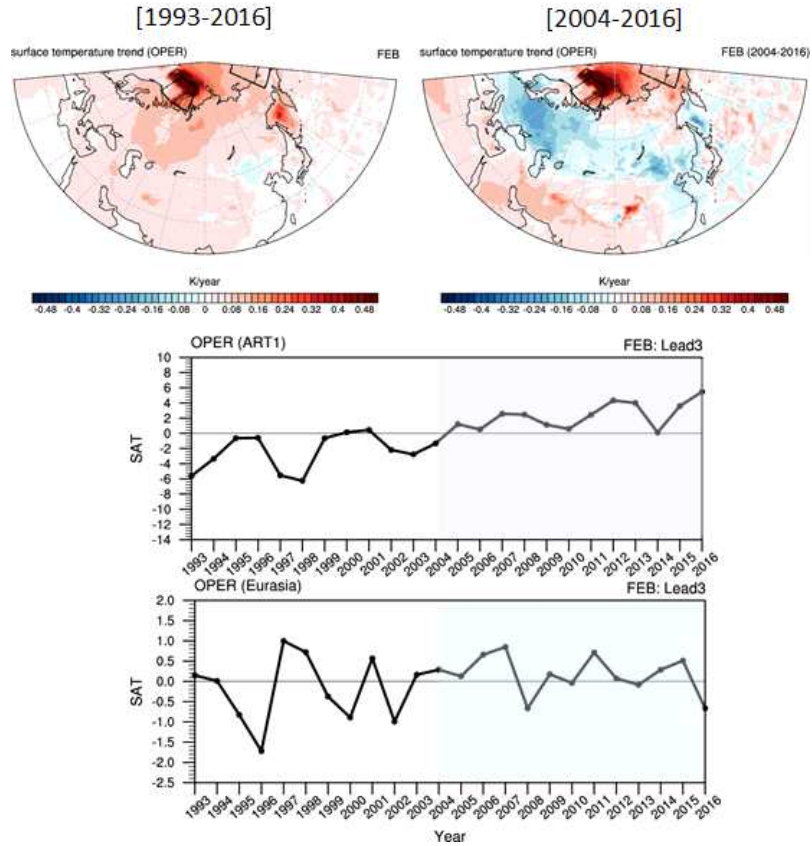 [1993-2016]
[2004-2016]
surface temperature trend (OPER)
FEB
surface temperature trend (OPER)
FEB (2004-2016)
K/year
-0.48 -0.40 -0.32 -0.24 -0.16 -0.08 0 0.08 0.16 0.24 0.32 0.4 0.48
K/year
-0.48 -0.40 -0.32 -0.24 -0.16 -0.08 0 0.08 0.16 0.24 0.32 0.4 0.48
OPER (ART1)
FEB: Lead3
10
8
6
4
2
0
-2
-4
-6
-8
-10
-12
-14
SAT
1993 1994 1995 1996 1997 1998 1999 2000 2001 2002 2003 2004 2005 2006 2007 2008 2009 2010 2011 2012 2013 2014 2015 2016
OPER (Eurasia)
FEB: Lead3
2.0
1.5
1.0
0.5
0.0
-0.5
-1.0
-1.5
-2.0
-2.5
SAT
1993 1994 1995 1996 1997 1998 1999 2000 2001 2002 2003 2004 2005 2006 2007 2008 2009 2010 2011 2012 2013 2014 2015 2016
Year